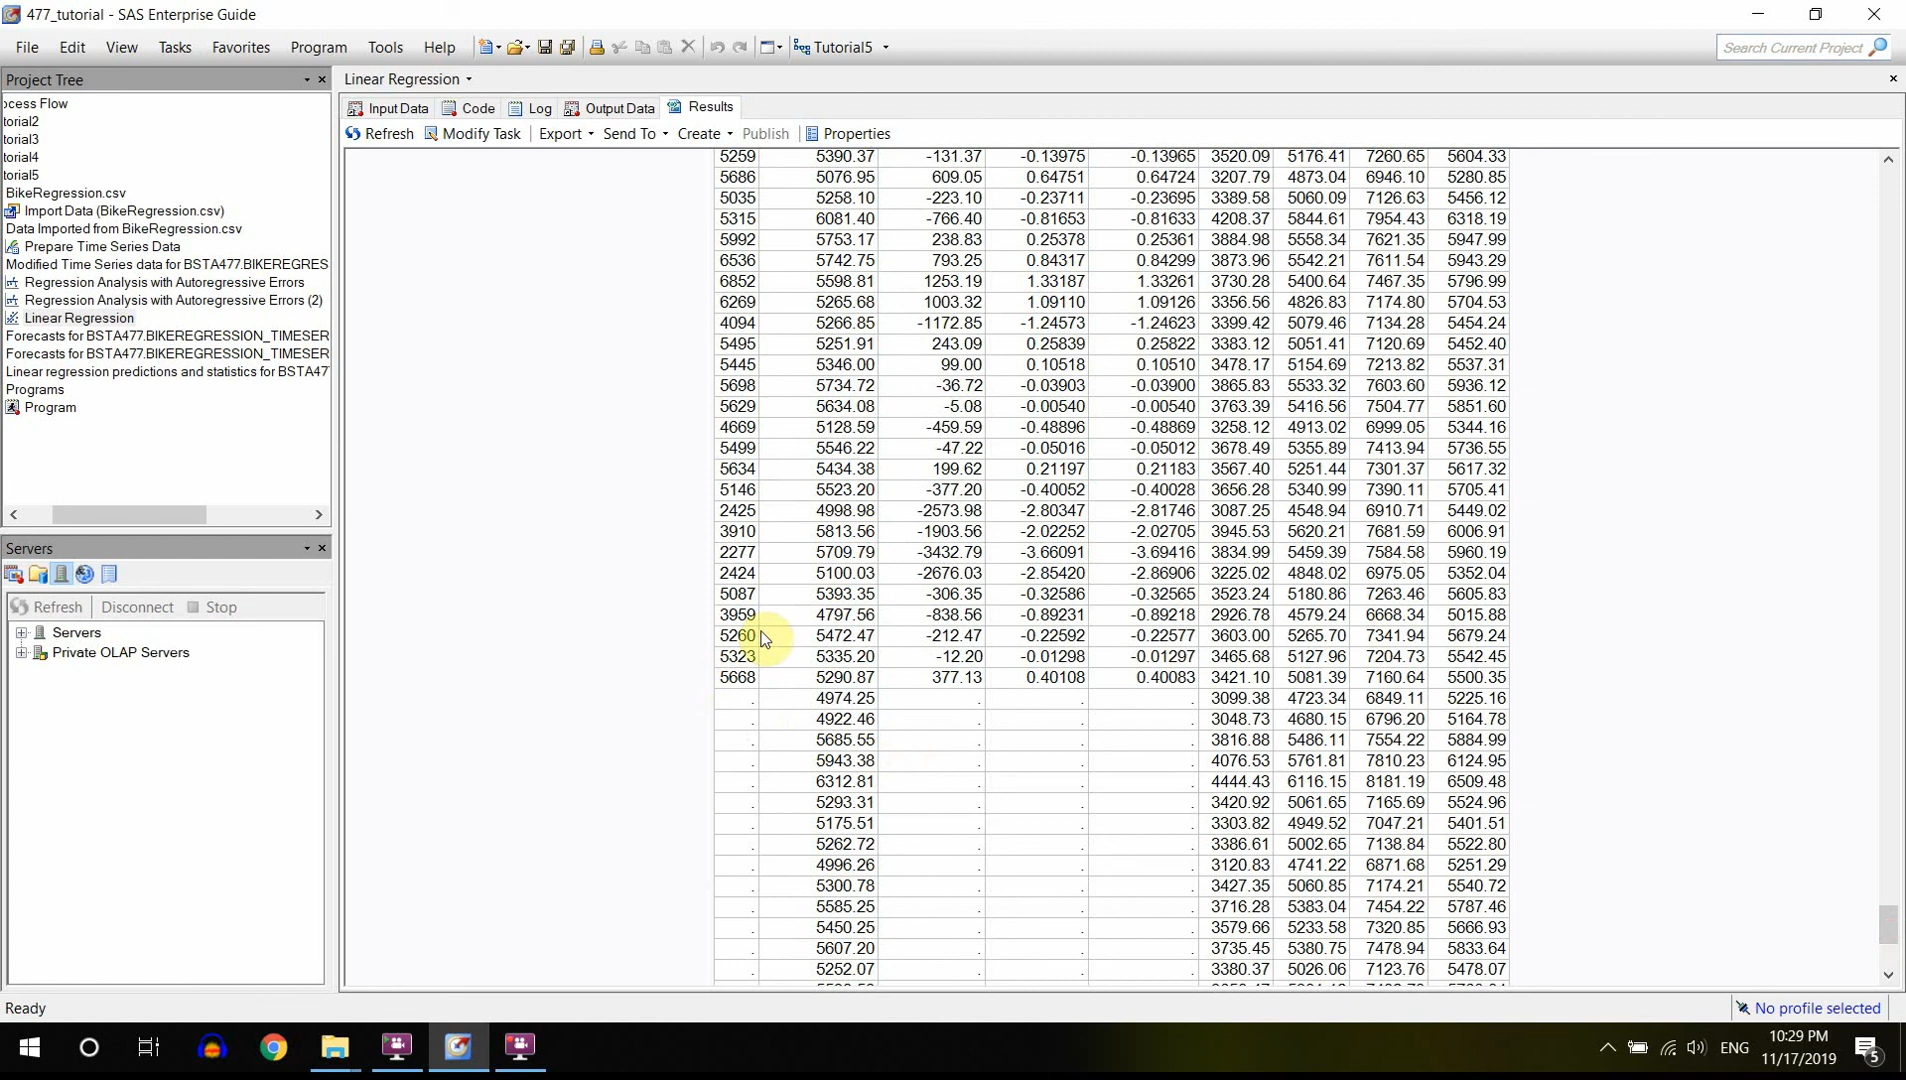 477_tutorial - SAS Enterprise Guide
File Edit View Tasks Favorites Program Tools Help Tutorial5 Search Current Project
Project Tree
Linear Regression
ocess Flow
torial2
torial3
torial4
torial5
BikeRegression.csv
Import Data (BikeRegression.csv)
Data Imported from BikeRegression.csv
Prepare Time Series Data
Modified Time Series data for BSTA477.BIKEREGRES
Regression Analysis with Autoregressive Errors
Regression Analysis with Autoregressive Errors (2)
Linear Regression
Forecasts for BSTA477.BIKEREGRESSION_TIMESER
Forecasts for BSTA477.BIKEREGRESSION_TIMESER
Linear regression predictions and statistics for BSTA47
Programs
Program
Servers
Refresh Disconnect Stop
Servers
Private OLAP Servers
Input Data Code Log Output Data Results
Refresh Modify Task Export Send To Create Publish Properties
5259 5390.37 -131.37 -0.13975 -0.13965 3520.09 5176.41 7260.65 5604.33
5686 5076.95 609.05 0.64751 0.64724 3207.79 4873.04 6946.10 5280.85
5035 5258.10 -223.10 -0.23711 -0.23695 3389.58 5060.09 7126.63 5456.12
5315 6081.40 -766.40 -0.81653 -0.81633 4208.37 5844.61 7954.43 6318.19
5992 5753.17 238.83 0.25378 0.25361 3884.98 5558.34 7621.35 5947.99
6536 5742.75 793.25 0.84317 0.84299 3873.96 5542.21 7611.54 5943.29
6852 5598.81 1253.19 1.33187 1.33261 3730.28 5400.64 7467.35 5796.99
6269 5265.68 1003.32 1.09110 1.09126 3356.56 4826.83 7174.80 5704.53
4094 5266.85 -1172.85 -1.24573 -1.24623 3399.42 5079.46 7134.28 5454.24
5495 5251.91 243.09 0.25839 0.25822 3383.12 5051.41 7120.69 5452.40
5445 5346.00 99.00 0.10518 0.10510 3478.17 5154.69 7213.82 5537.31
5698 5734.72 -36.72 -0.03903 -0.03900 3865.83 5533.32 7603.60 5936.12
5629 5634.08 -5.08 -0.00540 -0.00540 3763.39 5416.56 7504.77 5851.60
4669 5128.59 -459.59 -0.48896 -0.48869 3258.12 4913.02 6999.05 5344.16
5499 5546.22 -47.22 -0.05016 -0.05012 3678.49 5355.89 7413.94 5736.55
5634 5434.38 199.62 0.21197 0.21183 3567.40 5251.44 7301.37 5617.32
5146 5523.20 -377.20 -0.40052 -0.40028 3656.28 5340.99 7390.11 5705.41
2425 4998.98 -2573.98 -2.80347 -2.81746 3087.25 4548.94 6910.71 5449.02
3910 5813.56 -1903.56 -2.02252 -2.02705 3945.53 5620.21 7681.59 6006.91
2277 5709.79 -3432.79 -3.66091 -3.69416 3834.99 5459.39 7584.58 5960.19
2424 5100.03 -2676.03 -2.85420 -2.86906 3225.02 4848.02 6975.05 5352.04
5087 5393.35 -306.35 -0.32586 -0.32565 3523.24 5180.86 7263.46 5605.83
3959 4797.56 -838.56 -0.89231 -0.89218 2926.78 4579.24 6668.34 5015.88
5260 5472.47 -212.47 -0.22592 -0.22577 3603.00 5265.70 7341.94 5679.24
5323 5335.20 -12.20 -0.01298 -0.01297 3465.68 5127.96 7204.73 5542.45
5668 5290.87 377.13 0.40108 0.40083 3421.10 5081.39 7160.64 5500.35
. 4974.25 . . . 3099.38 4723.34 6849.11 5225.16
. 4922.46 . . . 3048.73 4680.15 6796.20 5164.78
. 5685.55 . . . 3816.88 5486.11 7554.22 5884.99
. 5943.38 . . . 4076.53 5761.81 7810.23 6124.95
. 6312.81 . . . 4444.43 6116.15 8181.19 6509.48
. 5293.31 . . . 3420.92 5061.65 7165.69 5524.96
. 5175.51 . . . 3303.82 4949.52 7047.21 5401.51
. 5262.72 . . . 3386.61 5002.65 7138.84 5522.80
. 4996.26 . . . 3120.83 4741.22 6871.68 5251.29
. 5300.78 . . . 3427.35 5060.85 7174.21 5540.72
. 5585.25 . . . 3716.28 5383.04 7454.22 5787.46
. 5450.25 . . . 3579.66 5233.58 7320.85 5666.93
. 5607.20 . . . 3735.45 5380.75 7478.94 5833.64
. 5252.07 . . . 3380.37 5026.06 7123.76 5478.07
Ready
No profile selected
ENG
10:29 PM
11/17/2019
5